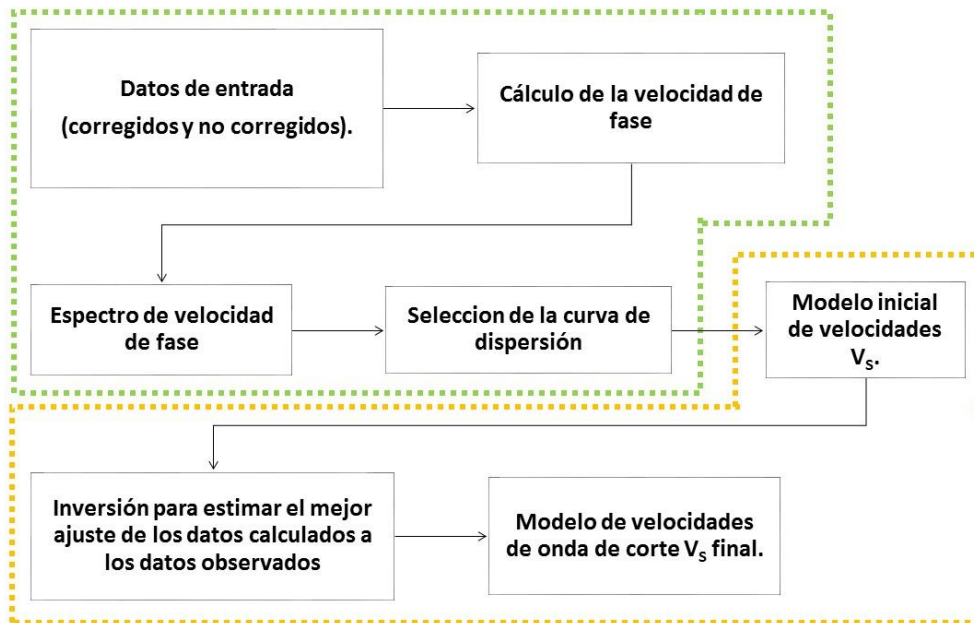 Datos de entrada
(corregidos y no corregidos).
Cálculo de la velocidad de
fase
Espectro de velocidad
de fase
Seleccion de la curva de
dispersión
Modelo inicial
de velocidades
Vs.
Inversión para estimar el mejor
ajuste de los datos calculados a
los datos observados
Modelo de velocidades
de onda de corte Vs final.